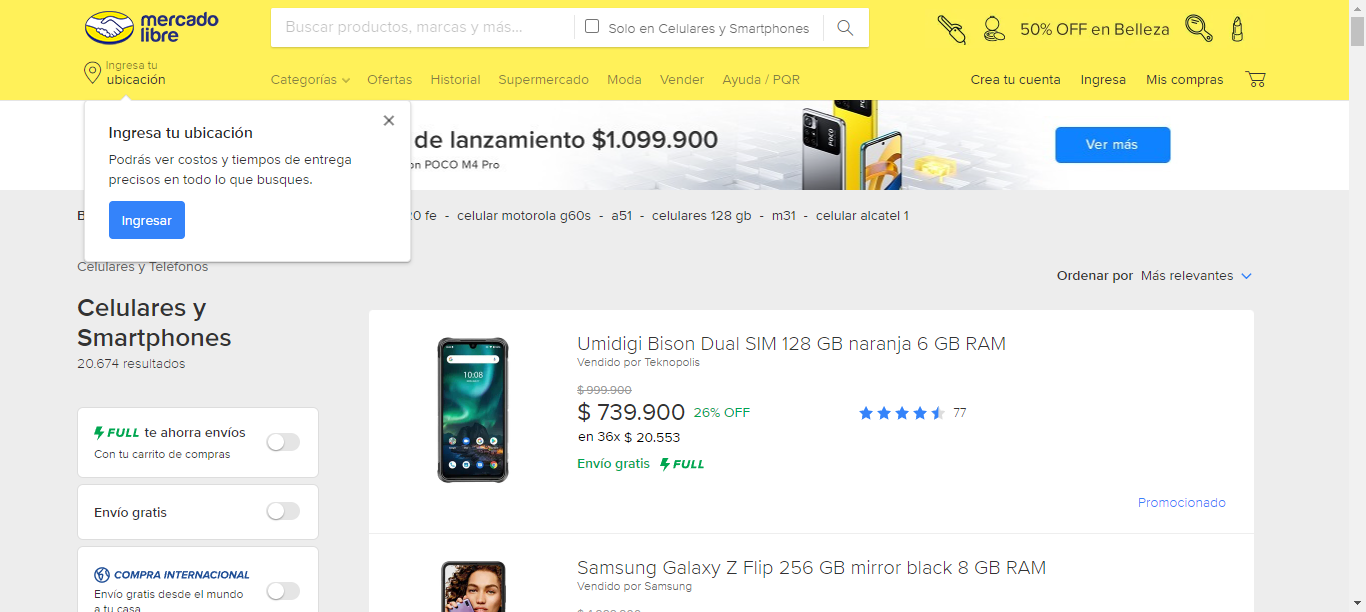 mercado
libre
Buscar productos, marcas y más...
Solo en Celulares y Smartphones
50% OFF en Belleza
Ingresa tu
ubicación
Categorías
Ofertas
Historial
Supermercado
Moda
Vender
Ayuda / PQR
Crea tu cuenta
Ingresa
Mis compras
Ingresa tu ubicación
Podrás ver costos y tiempos de entrega
precisos en todo lo que busques.
Ingresar
de lanzamiento $1.099.900
POCO M4 Pro
Ver más
fe - celular motorola g60s - a51 - celulares 128 gb - m31 - celular alcatel 1
Celulares y Teléfonos
Ordenar por Más relevantes
Celulares y
Smartphones
20.674 resultados
FULL te ahorra envíos
Con tu carrito de compras
Envío gratis
COMPRA INTERNACIONAL
Envío gratis desde el mundo
a tu casa
10:08
Umidigi Bison Dual SIM 128 GB naranja 6 GB RAM
Vendido por Teknopolis
$ 999.900
$ 739.900 26% OFF
77
en 36x $ 20.553
Envío gratis FULL
Promocionado
Samsung Galaxy Z Flip 256 GB mirror black 8 GB RAM
Vendido por Samsung